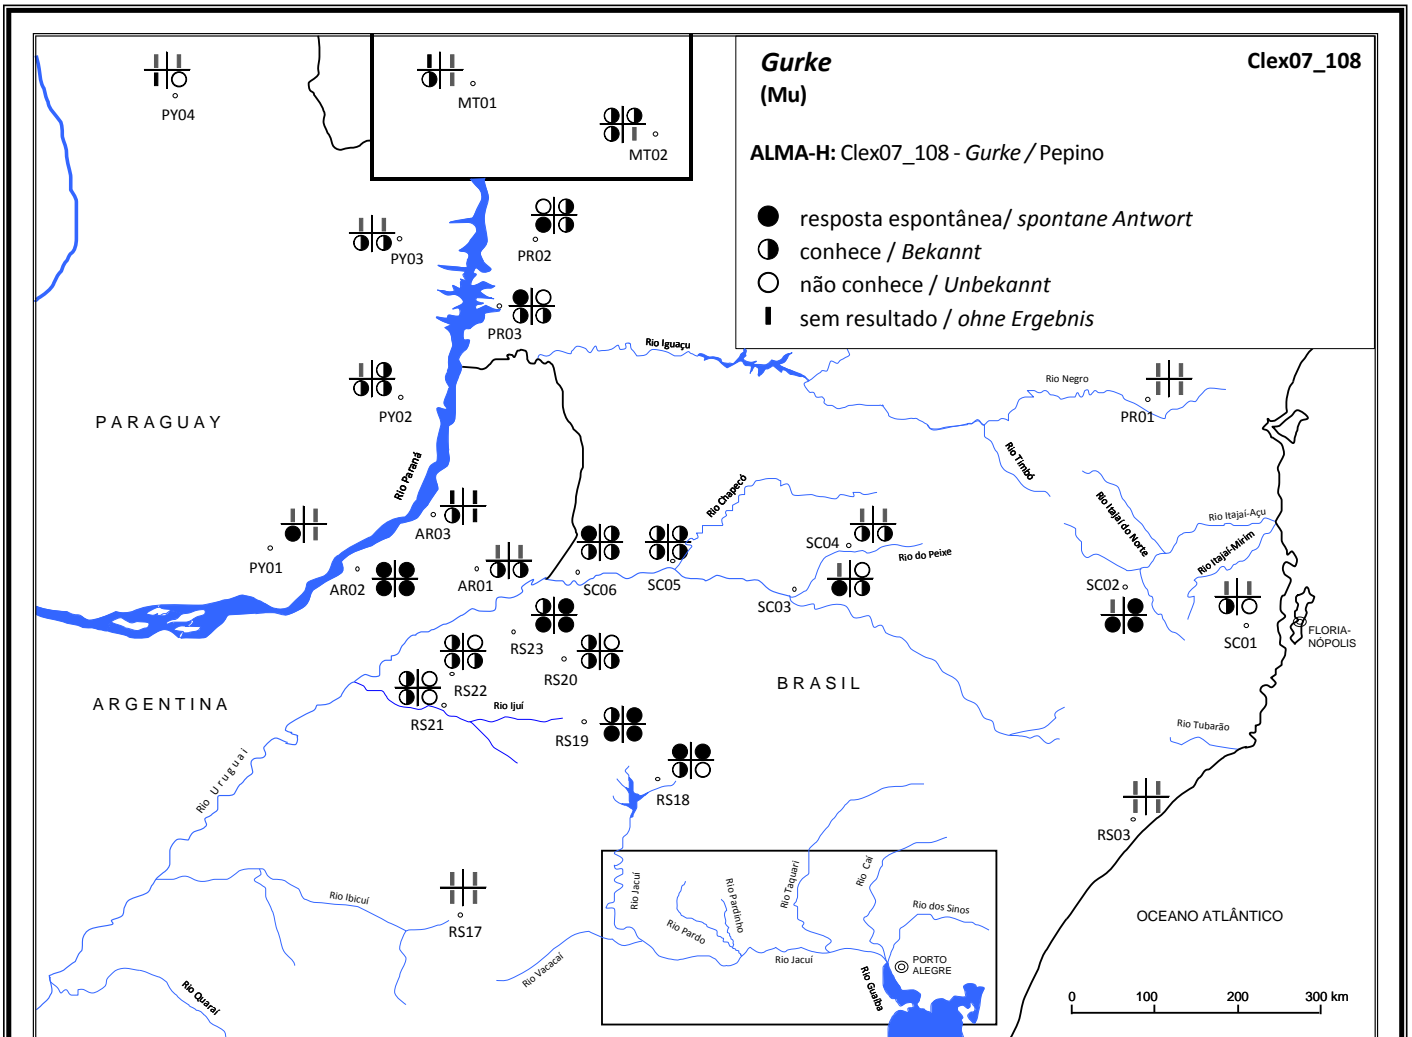 Gurke
Clex07_108
(Mu)
ALMA-H: Clex07_108 - Gurke / Pepino
resposta espontânea/ spontane Antwort
conhece / Bekannt
não conhece / Unbekannt
sem resultado / ohne Ergebnis
PY04
MT01
MT02
PY03
PR02
PR03
Rio Iguaçu
PY02
Rio Negro
PR01
PARAGUAY
Rio Paraná
Rio Timbó
Rio Chapecó
Rio Itajaí do Norte
Rio Itajaí-Açu
Rio Itajaí-Mirim
AR03
PY01
SC04
Rio do Peixe
AR02
AR01
SC06
SC05
SC03
SC02
SC01
FLORIA-
NÓPOLIS
RS23
RS20
RS22
BRASIL
ARGENTINA
RS21
Rio Ijuí
RS19
Rio Tubarão
Rio Uruguai
RS18
RS03
Rio Ibicuí
RS17
Rio Jacuí
Rio Pardo
Rio Pardinho
Rio Taquari
Rio Caí
Rio dos Sinos
OCEANO ATLÂNTICO
Rio Vacacaí
Rio Jacuí
PORTO
ALEGRE
Rio Guaíba
Rio Quaraí
0 100 200 300 km